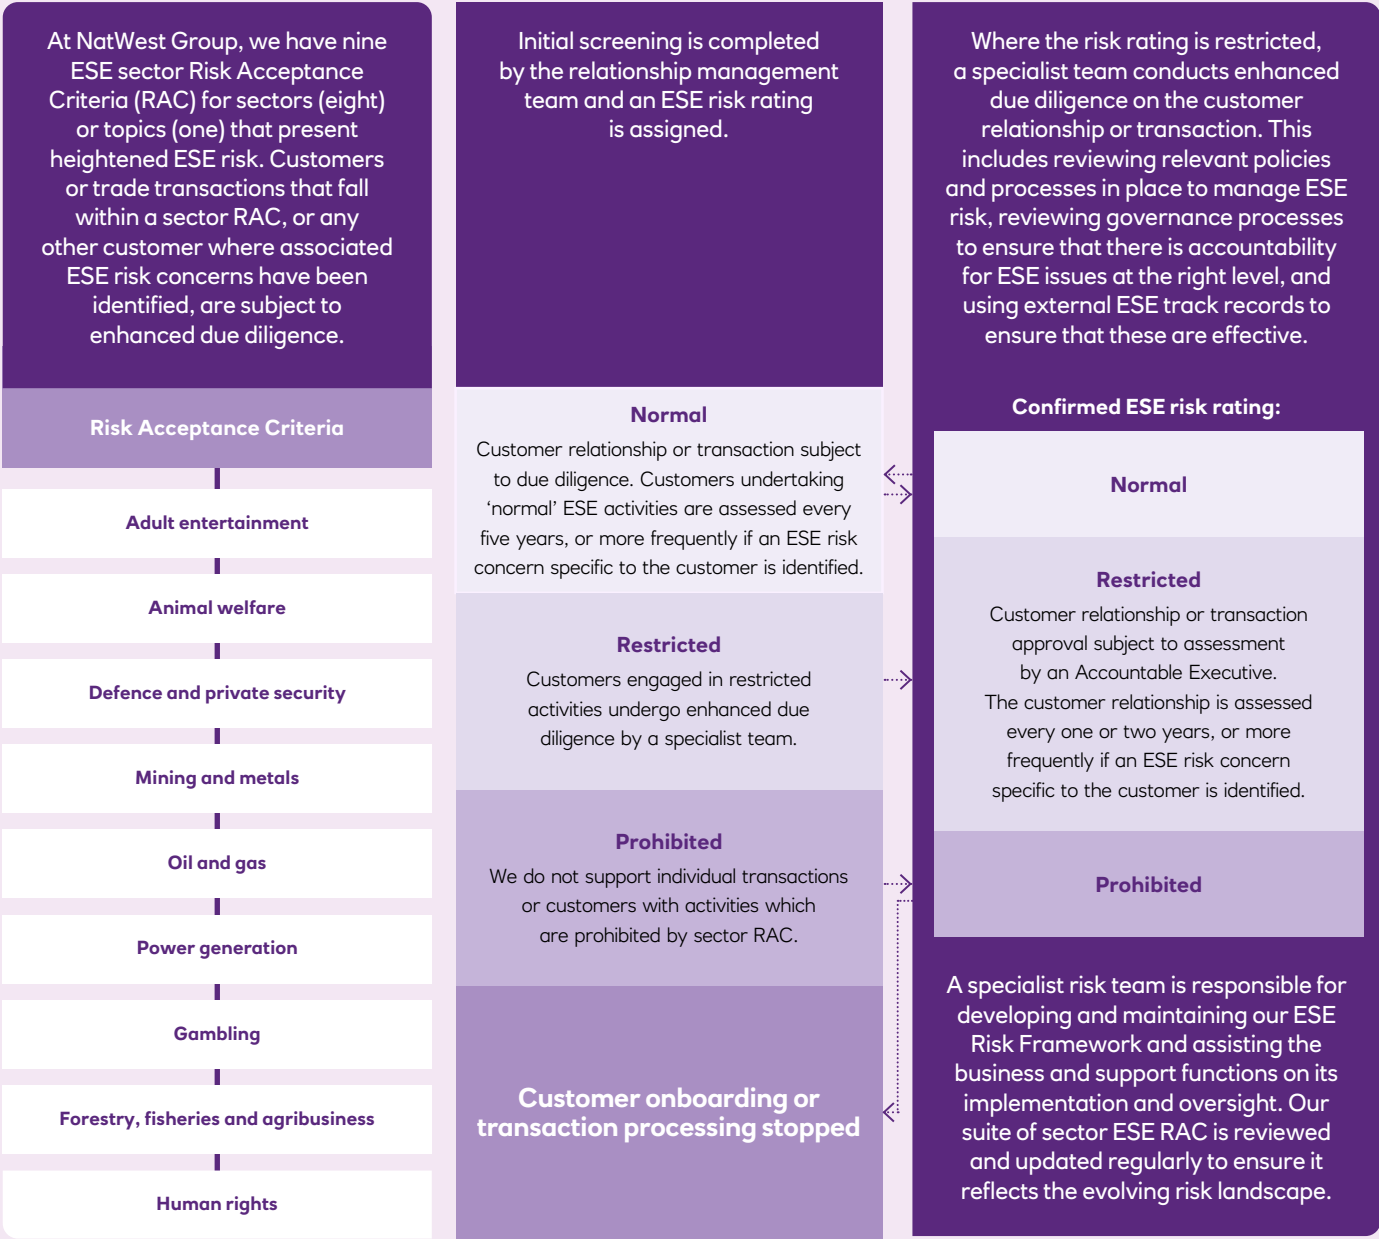 At NatWest Group, we have nine
ESE sector Risk Acceptance
Criteria (RAC) for sectors (eight)
or topics (one) that present
heightened ESE risk. Customers
or trade transactions that fall
within a sector RAC, or any
other customer where associated
ESE risk concerns have been
identified, are subject to
enhanced due diligence.
Risk Acceptance Criteria
Adult entertainment
Animal welfare
Defence and private security
Mining and metals
Oil and gas
Power generation
Gambling
Forestry, fisheries and agribusiness
Human rights
Initial screening is completed
by the relationship management
team and an ESE risk rating
is assigned.
Normal
Customer relationship or transaction subject
to due diligence. Customers undertaking
‘normal’ ESE activities are assessed every
five years, or more frequently if an ESE risk
concern specific to the customer is identified.
Restricted
Customers engaged in restricted
activities undergo enhanced due
diligence by a specialist team.
Prohibited
We do not support individual transactions
or customers with activities which
are prohibited by sector RAC.
Customer onboarding or
transaction processing stopped
Where the risk rating is restricted,
a specialist team conducts enhanced
due diligence on the customer
relationship or transaction. This
includes reviewing relevant policies
and processes in place to manage ESE
risk, reviewing governance processes
to ensure that there is accountability
for ESE issues at the right level, and
using external ESE track records to
ensure that these are effective.
Confirmed ESE risk rating:
Normal
Restricted
Customer relationship or transaction
approval subject to assessment
by an Accountable Executive.
The customer relationship is assessed
every one or two years, or more
frequently if an ESE risk concern
specific to the customer is identified.
Prohibited
A specialist risk team is responsible for
developing and maintaining our ESE
Risk Framework and assisting the
business and support functions on its
implementation and oversight. Our
suite of sector ESE RAC is reviewed
and updated regularly to ensure it
reflects the evolving risk landscape.